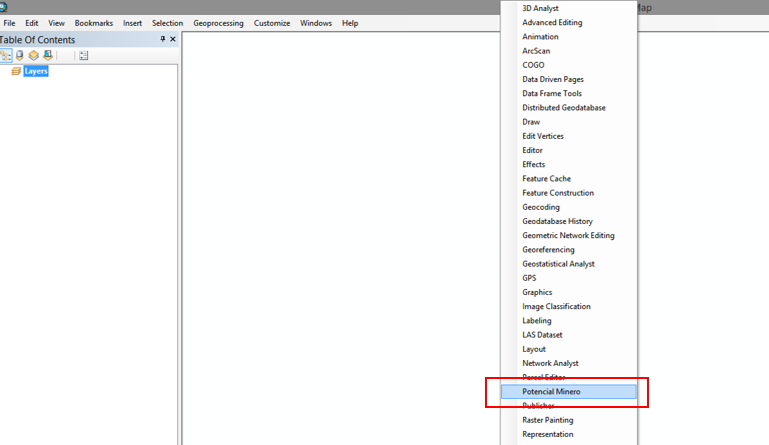 Map
File Edit View Bookmarks Insert Selection Geoprocessing Customize Windows Help
Table Of Contents
Layers
3D Analyst
Advanced Editing
Animation
ArcScan
COGO
Data Driven Pages
Data Frame Tools
Distributed Geodatabase
Draw
Edit Vertices
Editor
Effects
Feature Cache
Feature Construction
Geocoding
Geodatabase History
Geometric Network Editing
Georeferencing
Geostatistical Analyst
GPS
Graphics
Image Classification
Labeling
LAS Dataset
Layout
Network Analyst
Parcel Editor
Potencial Minero
Publisher
Raster Painting
Representation